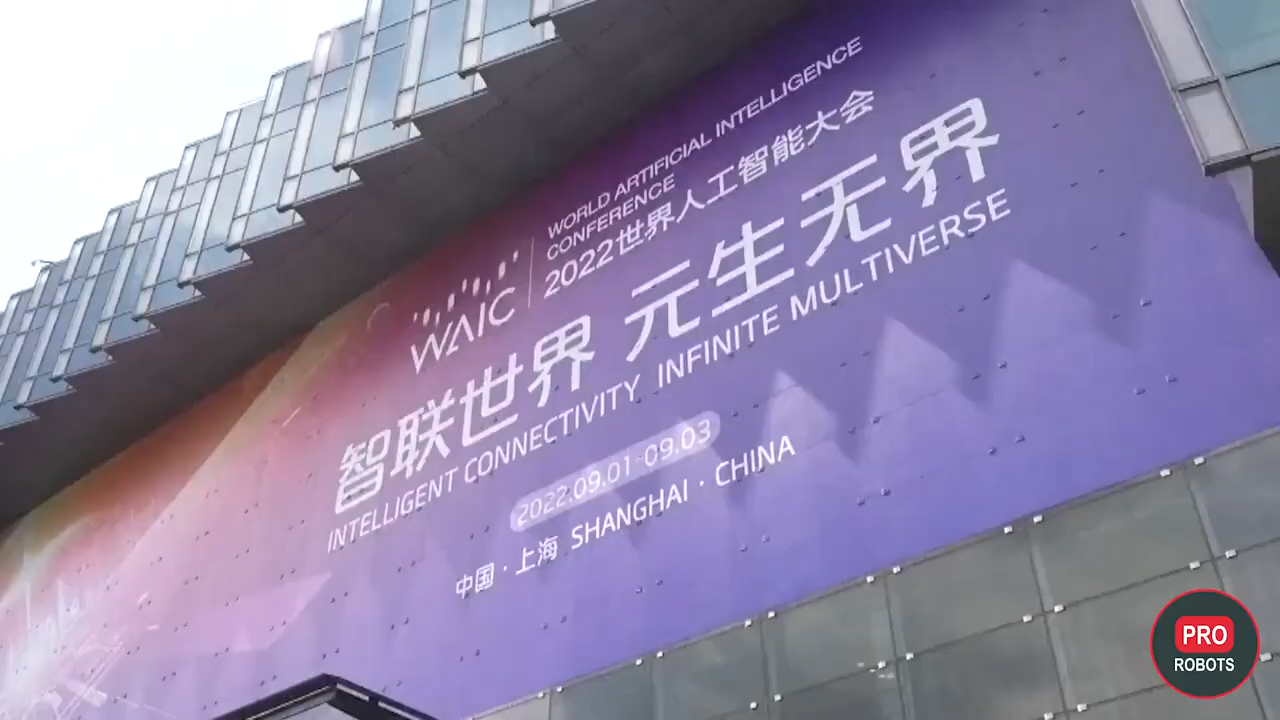 WAIC
WORLD ARTIFICIAL INTELLIGENCE
CONFERENCE
2022世界人工智能大会
智联世界 元生无界
INTELLIGENT CONNECTIVITY INFINITE MULTIVERSE
2022.09.01-09.03
中国·上海 SHANGHAI · CHINA
PRO
ROBOTS